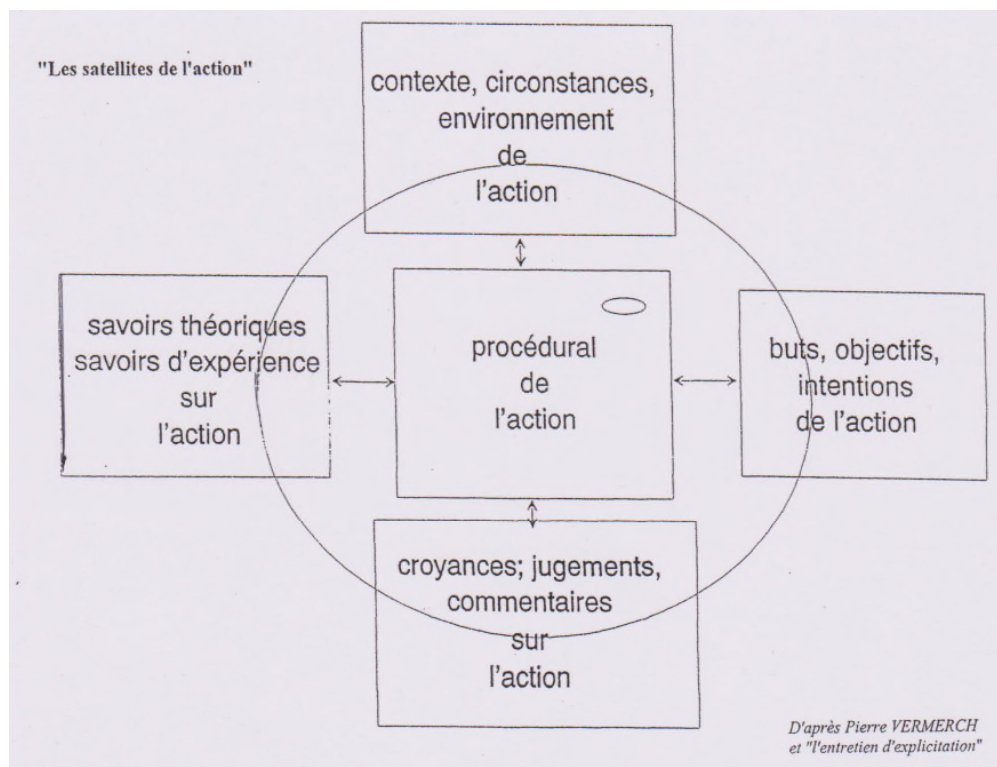 "Les satellites de l'action"
contexte, circonstances,
environnement
de
l'action
savoirs théoriques
savoirs d'expérience
sur
l'action
procédural
de
l'action
buts, objectifs,
intentions
de l'action
croyances; jugements,
commentaires
sur
l'action
D'après Pierre VERMERCH
et "l'entretien d'explicitation"